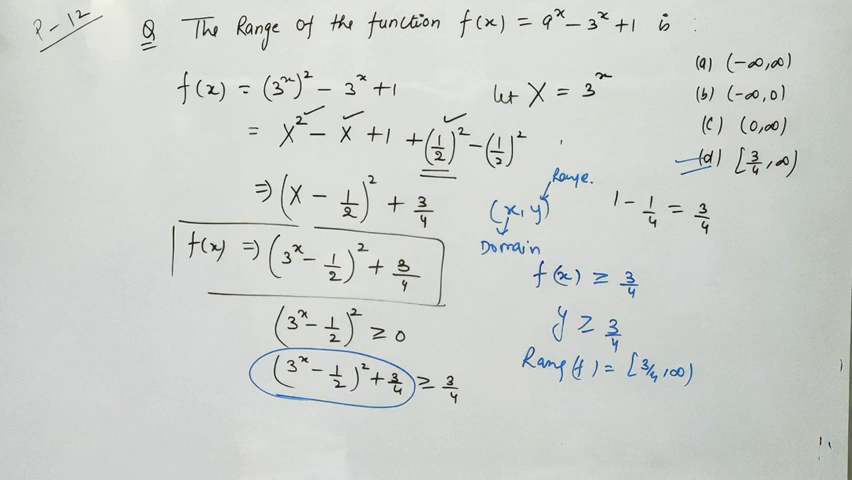 P-12
Q The Range of the function f(x) = 9^x - 3^x + 1 is :
(a) (-∞,∞)
(b) (-∞,0)
(c) (0,∞)
(d) [3/4,∞)
f(x) = (3^x)^2 - 3^x + 1
let X = 3^x
= X^2 - X + 1 + (1/2)^2 - (1/2)^2
⇒ (X - 1/2)^2 + 3/4
1 - 1/4 = 3/4
Range.
(x, y)
Domain
f(x) ⇒ (3^x - 1/2)^2 + 3/4
(3^x - 1/2)^2 ≥ 0
(3^x - 1/2)^2 + 3/4 ≥ 3/4
f(x) ≥ 3/4
y ≥ 3/4
Rang(f) = [3/4,∞)